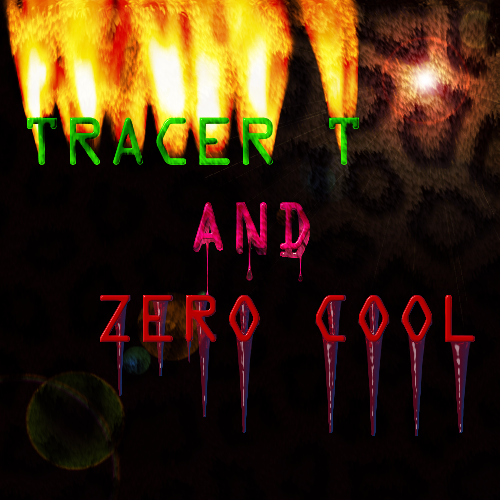 TRACER T
AND
ZERO COOL